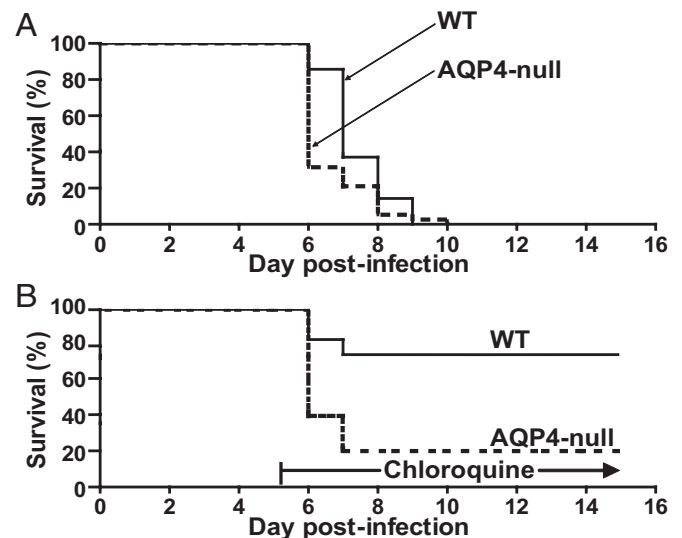 A
WT
AQP4-null
Survival (%)
100
80
60
40
20
0
0 2 4 6 8 10 12 14 16
Day post-infection
B
Survival (%)
100
80
60
40
20
0
WT
AQP4-null
Chloroquine
0 2 4 6 8 10 12 14 16
Day post-infection